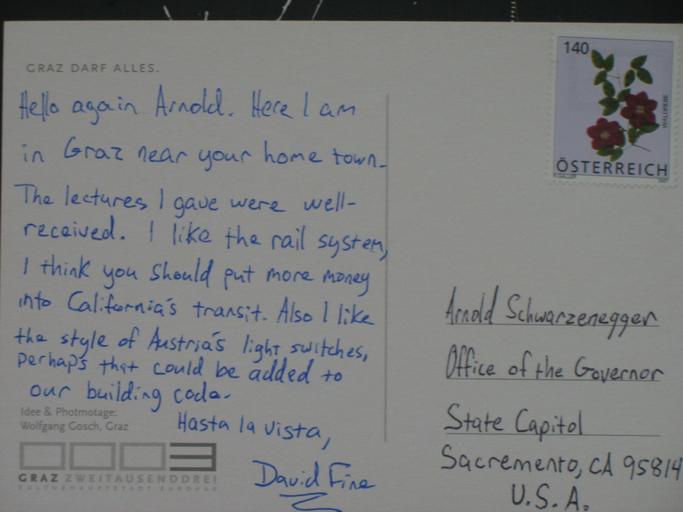 GRAZ DARF ALLES.
Hello again Arnold. Here I am
in Graz near your home town.
The lectures I gave were well-
received. I like the rail system,
I think you should put more money
into California's transit. Also I like
the style of Austria's light switches,
perhaps that could be added to
our building code.
Hasta la vista,
David Fine
Idee & Photmotage:
Wolfgang Gosch, Graz
GRAZ ZWEITAUSENDDREI
KULTURHAUPTSTADT EUROPAS
140
WALDREBE
ÖSTERREICH
Arnold Schwarzenegger
Office of the Governor
State Capitol
Sacremento, CA 95814
U.S.A.